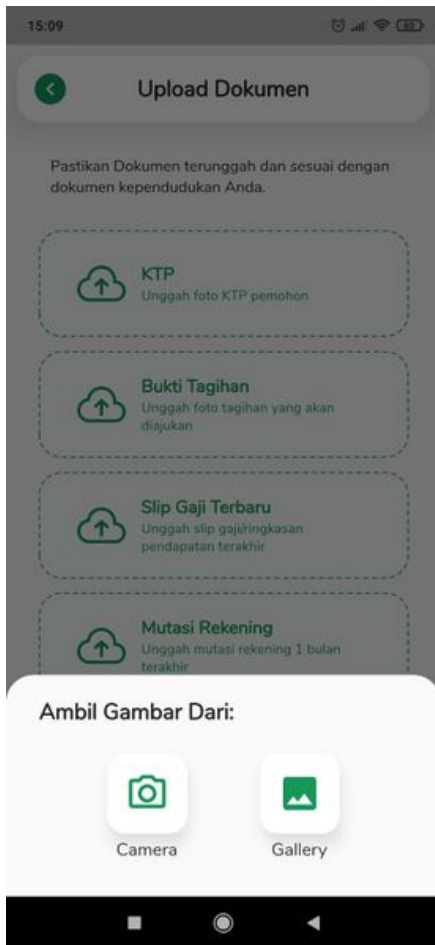 15:09
Upload Dokumen
Pastikan Dokumen terunggah dan sesuai dengan
dokumen kependudukan Anda.
KTP
Unggah foto KTP pemohon
Bukti Tagihan
Unggah foto tagihan yang akan
diajukan
Slip Gaji Terbaru
Unggah slip gaji/ringkasan
pendapatan terakhir
Mutasi Rekening
Unggah mutasi rekening 1 bulan
terakhir
Ambil Gambar Dari:
Camera
Gallery